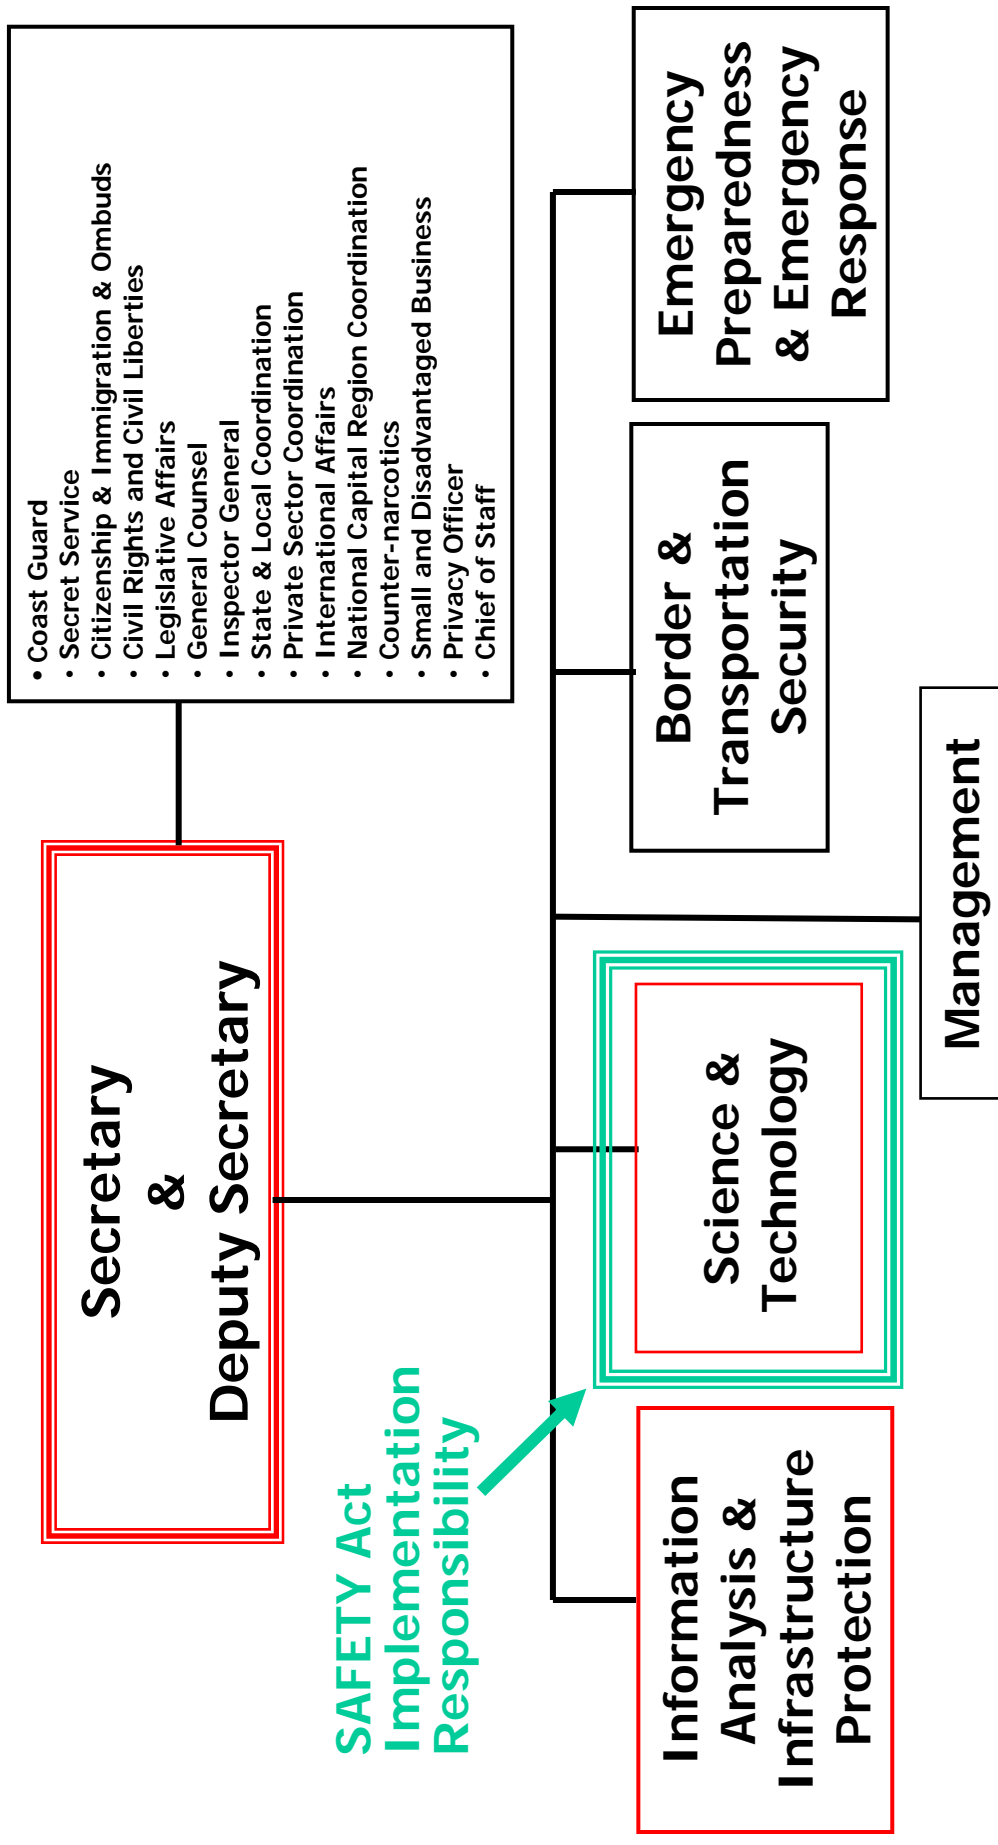 Secretary
&
Deputy Secretary
• Coast Guard
• Secret Service
• Citizenship & Immigration & Ombuds
• Civil Rights and Civil Liberties
• Legislative Affairs
• General Counsel
• Inspector General
• State & Local Coordination
• Private Sector Coordination
• International Affairs
• National Capital Region Coordination
• Counter-narcotics
• Small and Disadvantaged Business
• Privacy Officer
• Chief of Staff
SAFETY Act
Implementation
Responsibility
Information
Analysis &
Infrastructure
Protection
Science &
Technology
Management
Border &
Transportation
Security
Emergency
Preparedness
& Emergency
Response